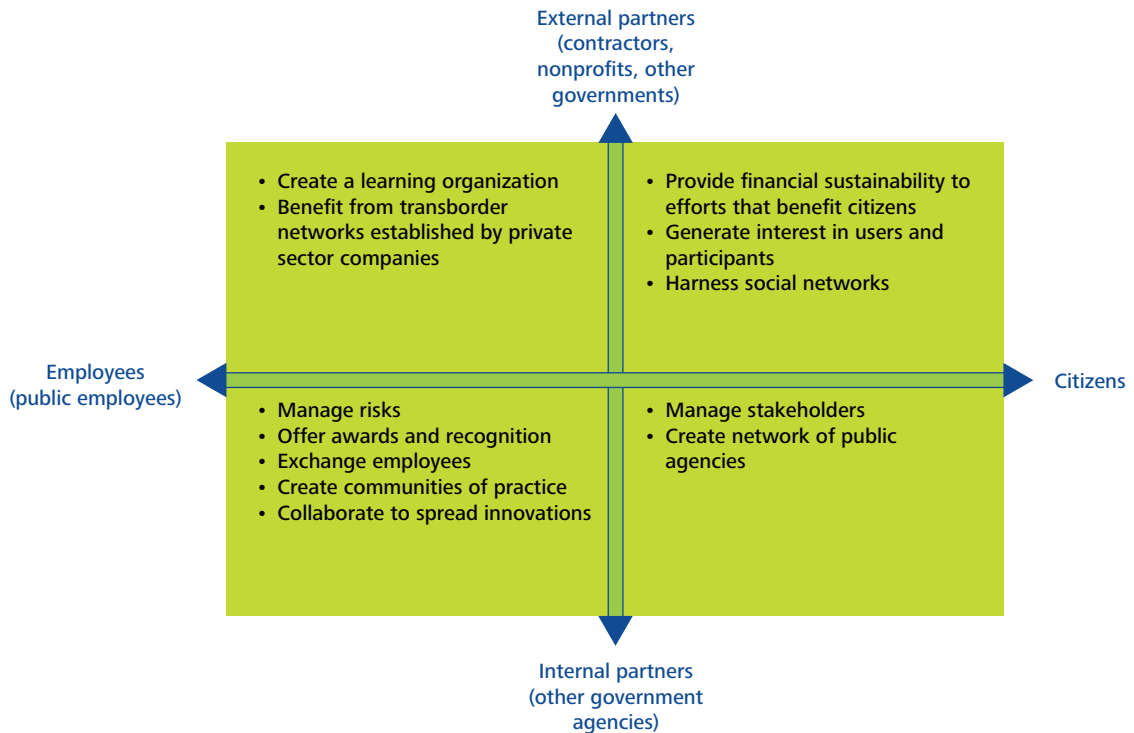 External partners
(contractors,
nonprofits, other
governments)
• Create a learning organization
• Benefit from transborder
networks established by private
sector companies
• Provide financial sustainability to
efforts that benefit citizens
• Generate interest in users and
participants
• Harness social networks
Employees
(public employees)
Citizens
• Manage risks
• Offer awards and recognition
• Exchange employees
• Create communities of practice
• Collaborate to spread innovations
• Manage stakeholders
• Create network of public
agencies
Internal partners
(other government
agencies)